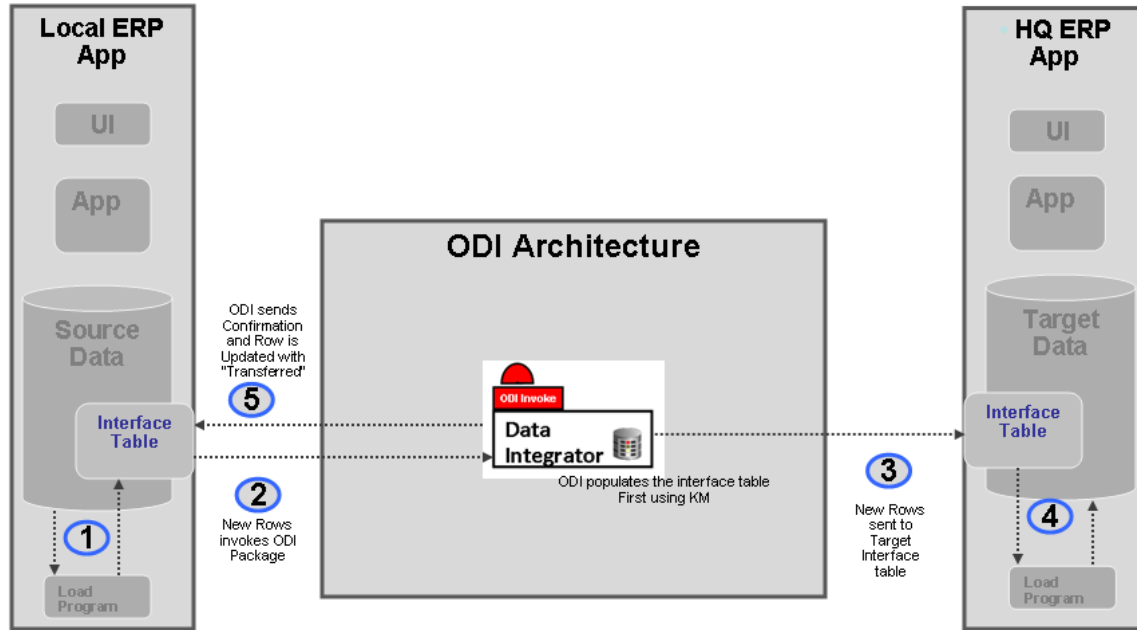 Local ERP
App
UI
App
Source
Data
Interface
Table
1
Load
Program
ODI sends
Confirmation
and Row is
Updated with
"Transferred"
5
2
New Rows
invokes ODI
Package
ODI Architecture
ODI Invoke
Data
Integrator
ODI populates the interface table
First using KM
3
New Rows
sent to
Target
Interface
table
HQ ERP
App
UI
App
Target
Data
Interface
Table
4
Load
Program